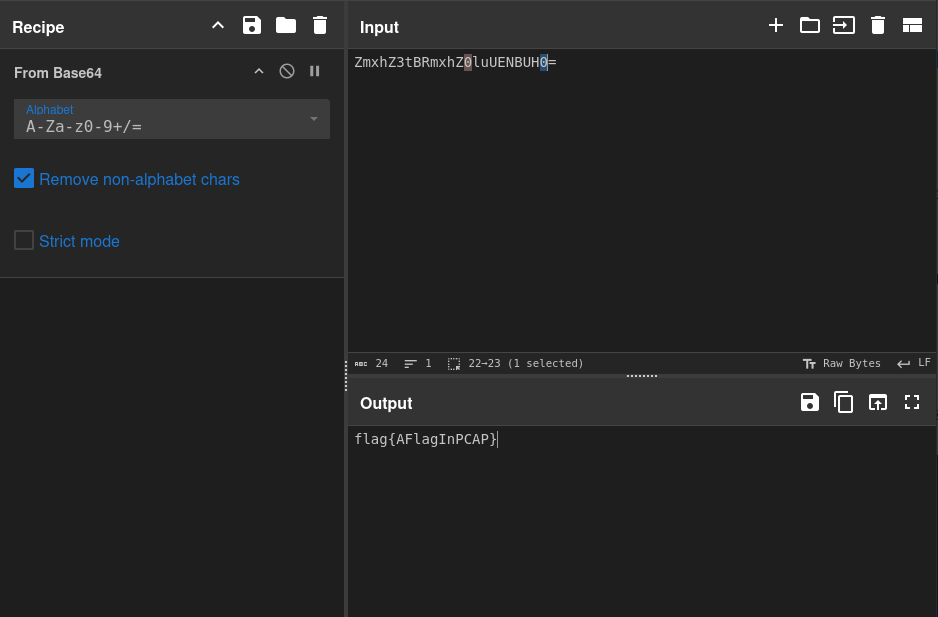 Recipe
From Base64
Alphabet
A-Za-z0-9+/=
Remove non-alphabet chars
Strict mode
Input
ZmxhZ3tBRmxhZ0luUENBUH0=
ABC 24 1 22→23 (1 selected) Raw Bytes LF
Output
flag{AFlagInPCAP}